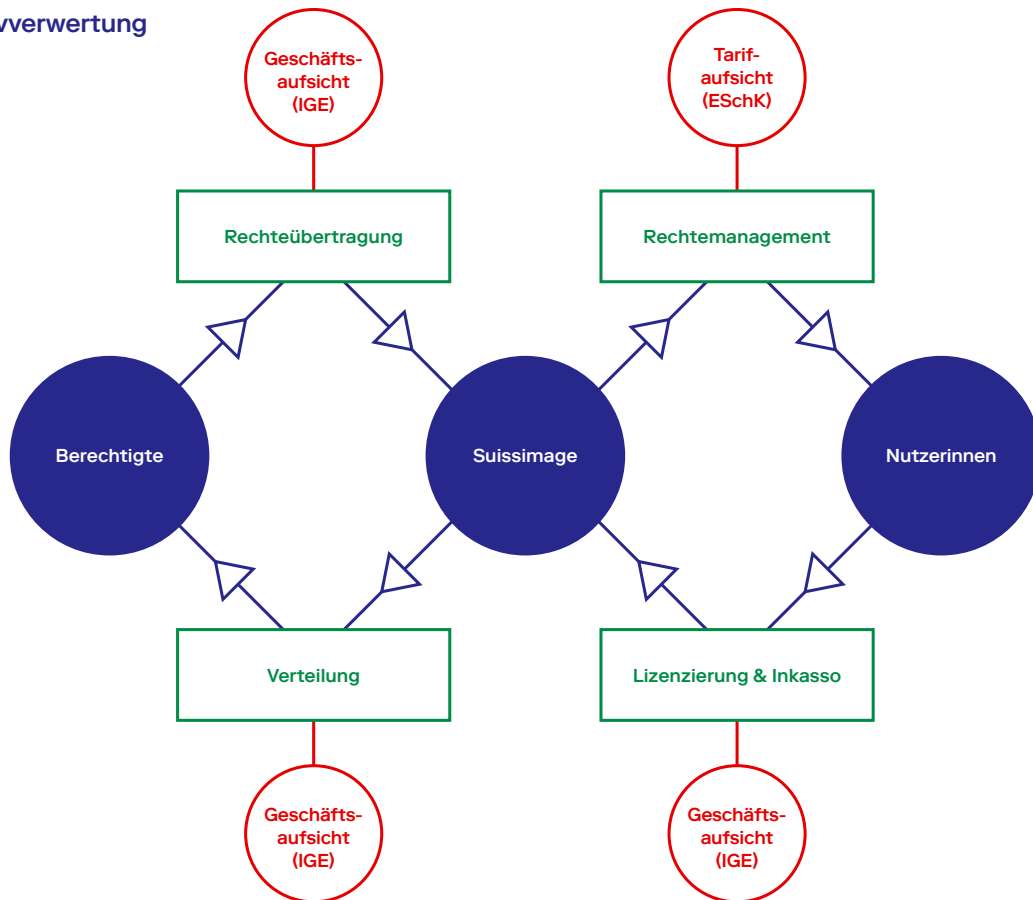 vverwertung
Geschäfts-
aufsicht
(IGE)
Tarif-
aufsicht
(ESchK)
Rechteübertragung
Rechtemanagement
Berechtigte
Suissimage
Nutzerinnen
Verteilung
Lizenzierung & Inkasso
Geschäfts-
aufsicht
(IGE)
Geschäfts-
aufsicht
(IGE)